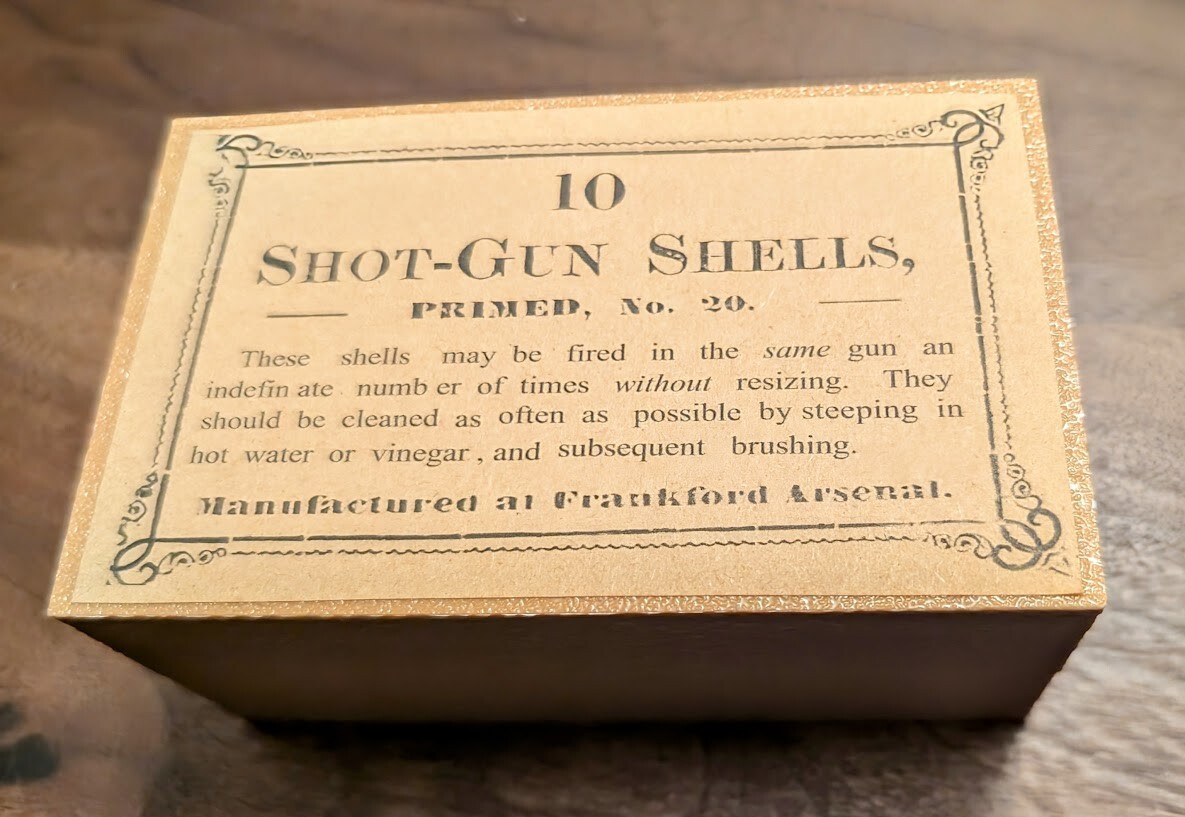 10
SHOT-GUN SHELLS,
PRIMED, No. 20.
These shells may be fired in the same gun an
indefin ate numb er of times without resizing. They
should be cleaned as often as possible by steeping in
hot water or vinegar , and subsequent brushing.
Manufactured at Frankford Arsenal.